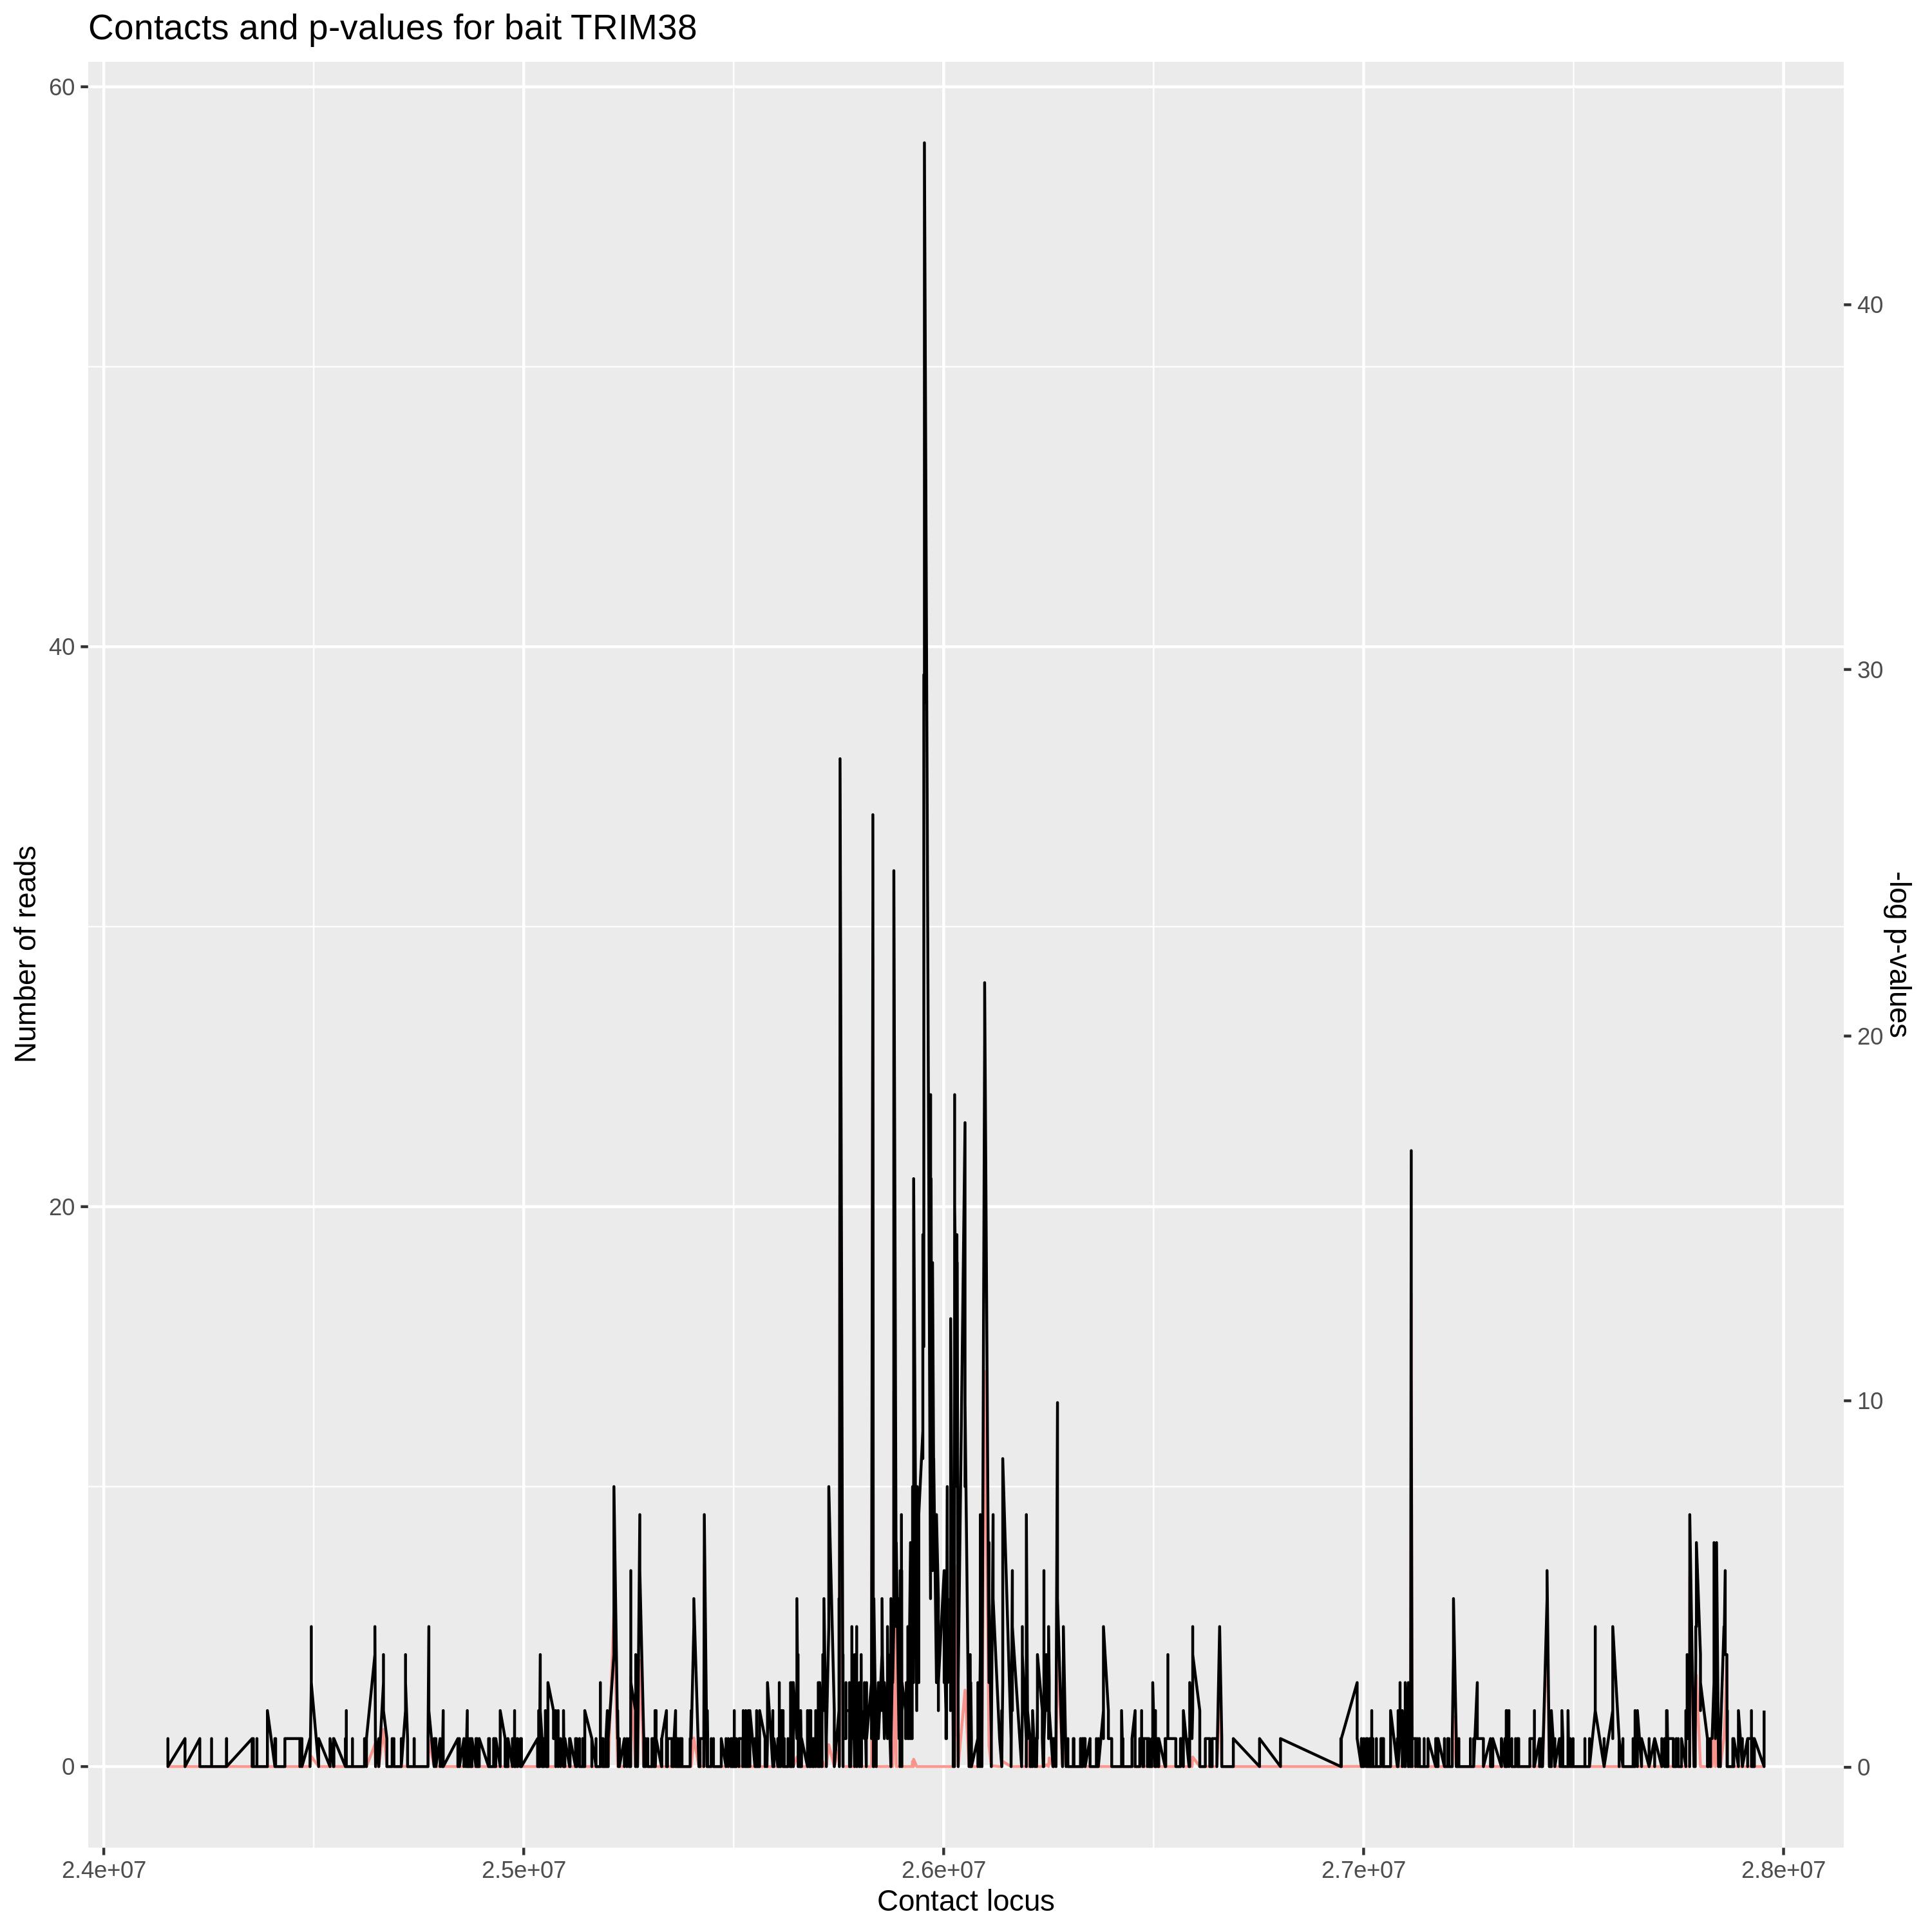 Contacts and p-values for bait TRIM38
60
40
20
0
Number of reads
40
30
20
10
0
-log p-values
2.4e+07
2.5e+07
2.6e+07
2.7e+07
2.8e+07
Contact locus